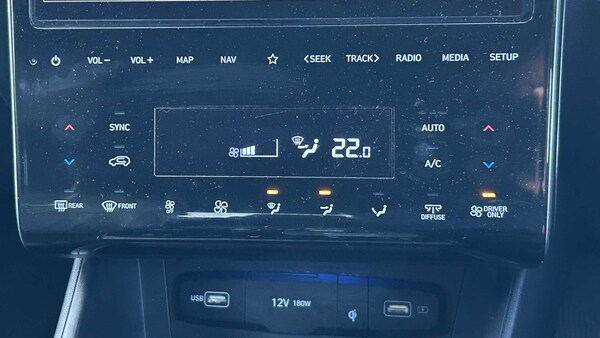 VOL− VOL+ MAP NAV <SEEK TRACK> RADIO MEDIA SETUP
SYNC AUTO
22.0
A/C
REAR FRONT OFF DIFFUSE DRIVER ONLY
USB 12V 180W